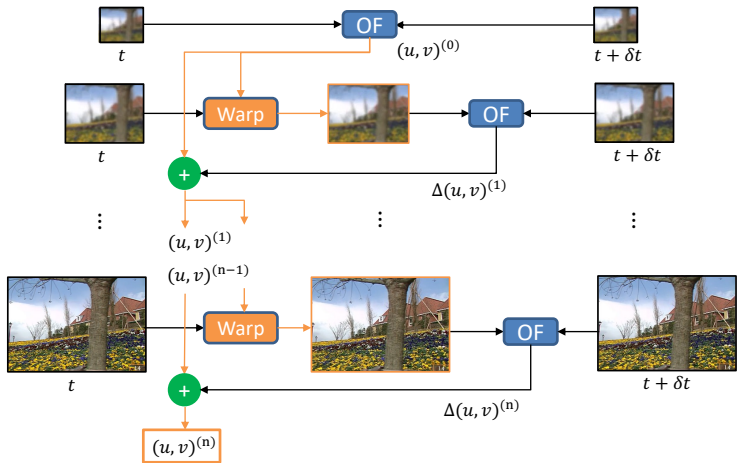 OF
t
(u, v)^(0)
t + δt
Warp
OF
t
t + δt
+
Δ(u, v)^(1)
⋮ ⋮ ⋮
(u, v)^(1)
(u, v)^(n−1)
Warp
OF
t
t + δt
+
Δ(u, v)^(n)
(u, v)^(n)